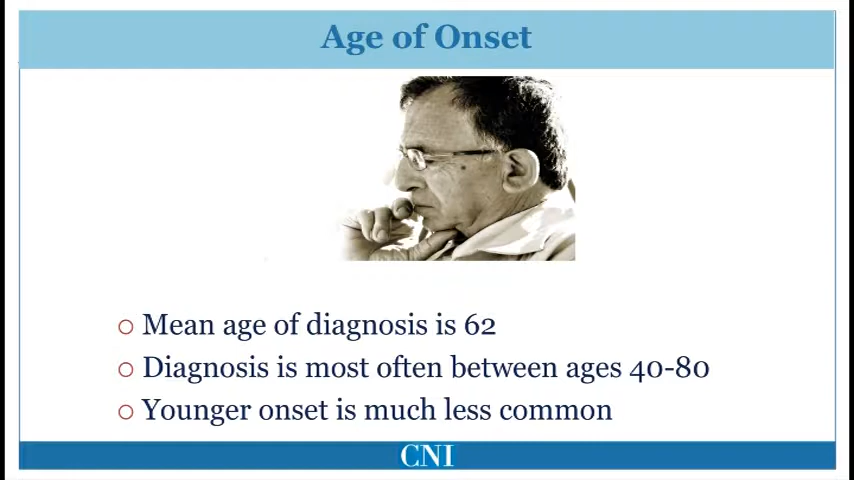 Age of Onset
Mean age of diagnosis is 62
Diagnosis is most often between ages 40-80
Younger onset is much less common
CNI